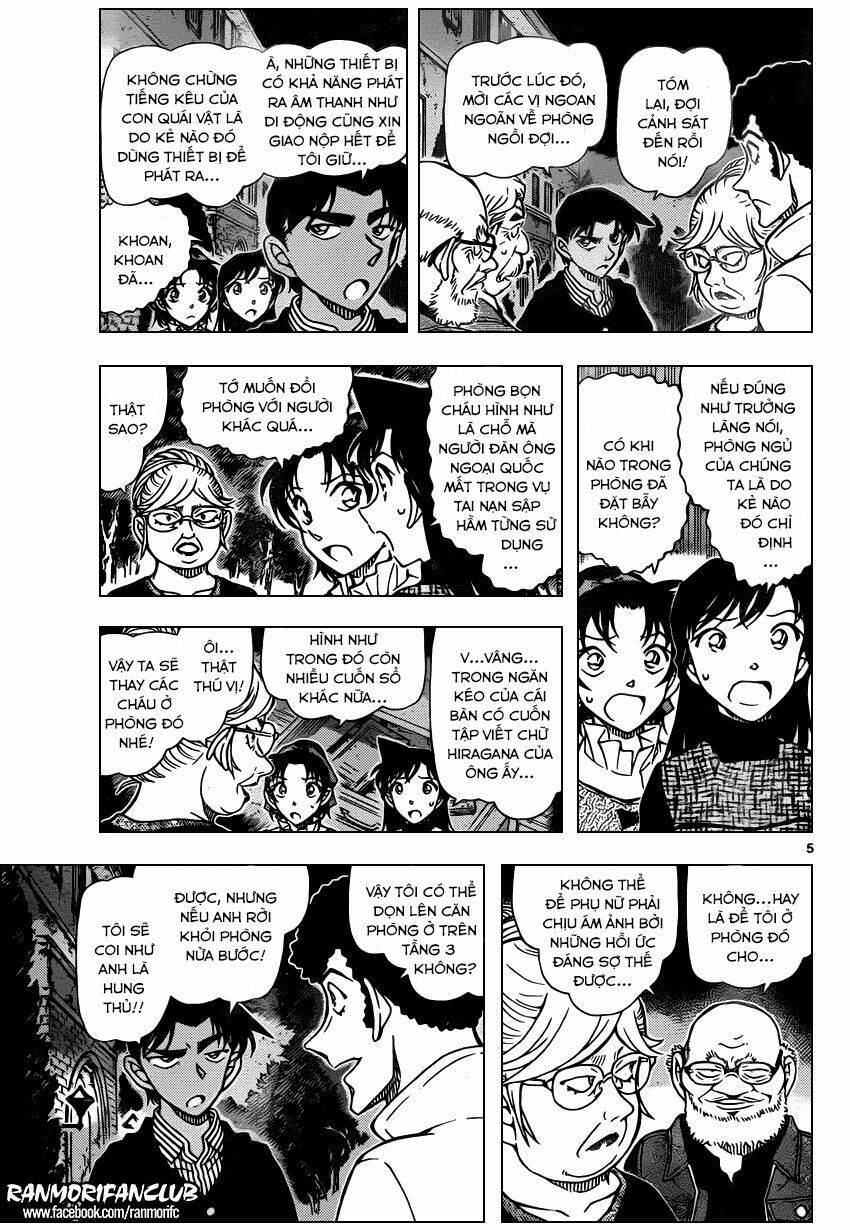 TÓM
LẠI, ĐỢI
CẢNH SÁT
ĐẾN RỒI
NÓI!
TRƯỚC LÚC ĐÓ,
MỜI CÁC VỊ NGOAN
NGOÃN VỀ PHÒNG
NGỒI ĐỢI...
À, NHỮNG THIẾT BỊ
CÓ KHẢ NĂNG PHÁT
RA ÂM THANH NHƯ
DI ĐỘNG CŨNG XIN
GIAO NỘP HẾT ĐỂ
TÔI GIỮ...
KHÔNG CHỪNG
TIẾNG KÊU CỦA
CON QUÁI VẬT LÀ
DO KẺ NÀO ĐÓ
DÙNG THIẾT BỊ ĐỂ
PHÁT RA...
KHOAN,
KHOAN
ĐÃ...
NẾU ĐÚNG
NHƯ TRƯỞNG
LÀNG NÓI,
PHÒNG NGỦ
CỦA CHÚNG
TA LÀ DO
KẺ NÀO
ĐÓ CHỈ
ĐỊNH...
CÓ KHI
NÀO TRONG
PHÒNG ĐÃ
ĐẶT BẪY
KHÔNG?
PHÒNG BỌN
CHÁU HÌNH NHƯ
LÀ CHỖ MÀ
NGƯỜI ĐÀN ÔNG
NGOẠI QUỐC
MẤT TRONG VỤ
TAI NẠN SẬP
HẦM TỪNG SỬ
DỤNG
...
TỚ MUỐN ĐỔI
PHÒNG VỚI NGƯỜI
KHÁC QUÁ...
THẬT
SAO?
V...VÂNG...
TRONG NGĂN
KÉO CỦA CÁI
BÀN CÓ CUỐN
TẬP VIẾT CHỮ
HIRAGANA CỦA
ÔNG ẤY...
HÌNH NHƯ
TRONG ĐÓ CÒN
NHIỀU CUỐN SỔ
KHÁC NỮA...
ÔI...
THẬT
THÚ VỊ!
VẬY TA SẼ
THAY CÁC
CHÁU Ở
PHÒNG ĐÓ
NHÉ!
5
KHÔNG...HAY
LÀ ĐỂ TÔI Ở
PHÒNG ĐÓ
CHO...
KHÔNG THỂ
ĐỂ PHỤ NỮ PHẢI
CHỊU ÁM ẢNH BỞI
NHỮNG HỒI ỨC
ĐÁNG SỢ THẾ
ĐƯỢC...
VẬY TÔI CÓ THỂ
DỌN LÊN CĂN
PHÒNG Ở TRÊN
TẦNG 3
KHÔNG?
ĐƯỢC, NHƯNG
NẾU ANH RỜI
KHỎI PHÒNG
NỬA BƯỚC!
TÔI SẼ
COI NHƯ
ANH LÀ
HUNG
THỦ!!
RANMORIFANCLUB
www.facebook.com/ranmorifc